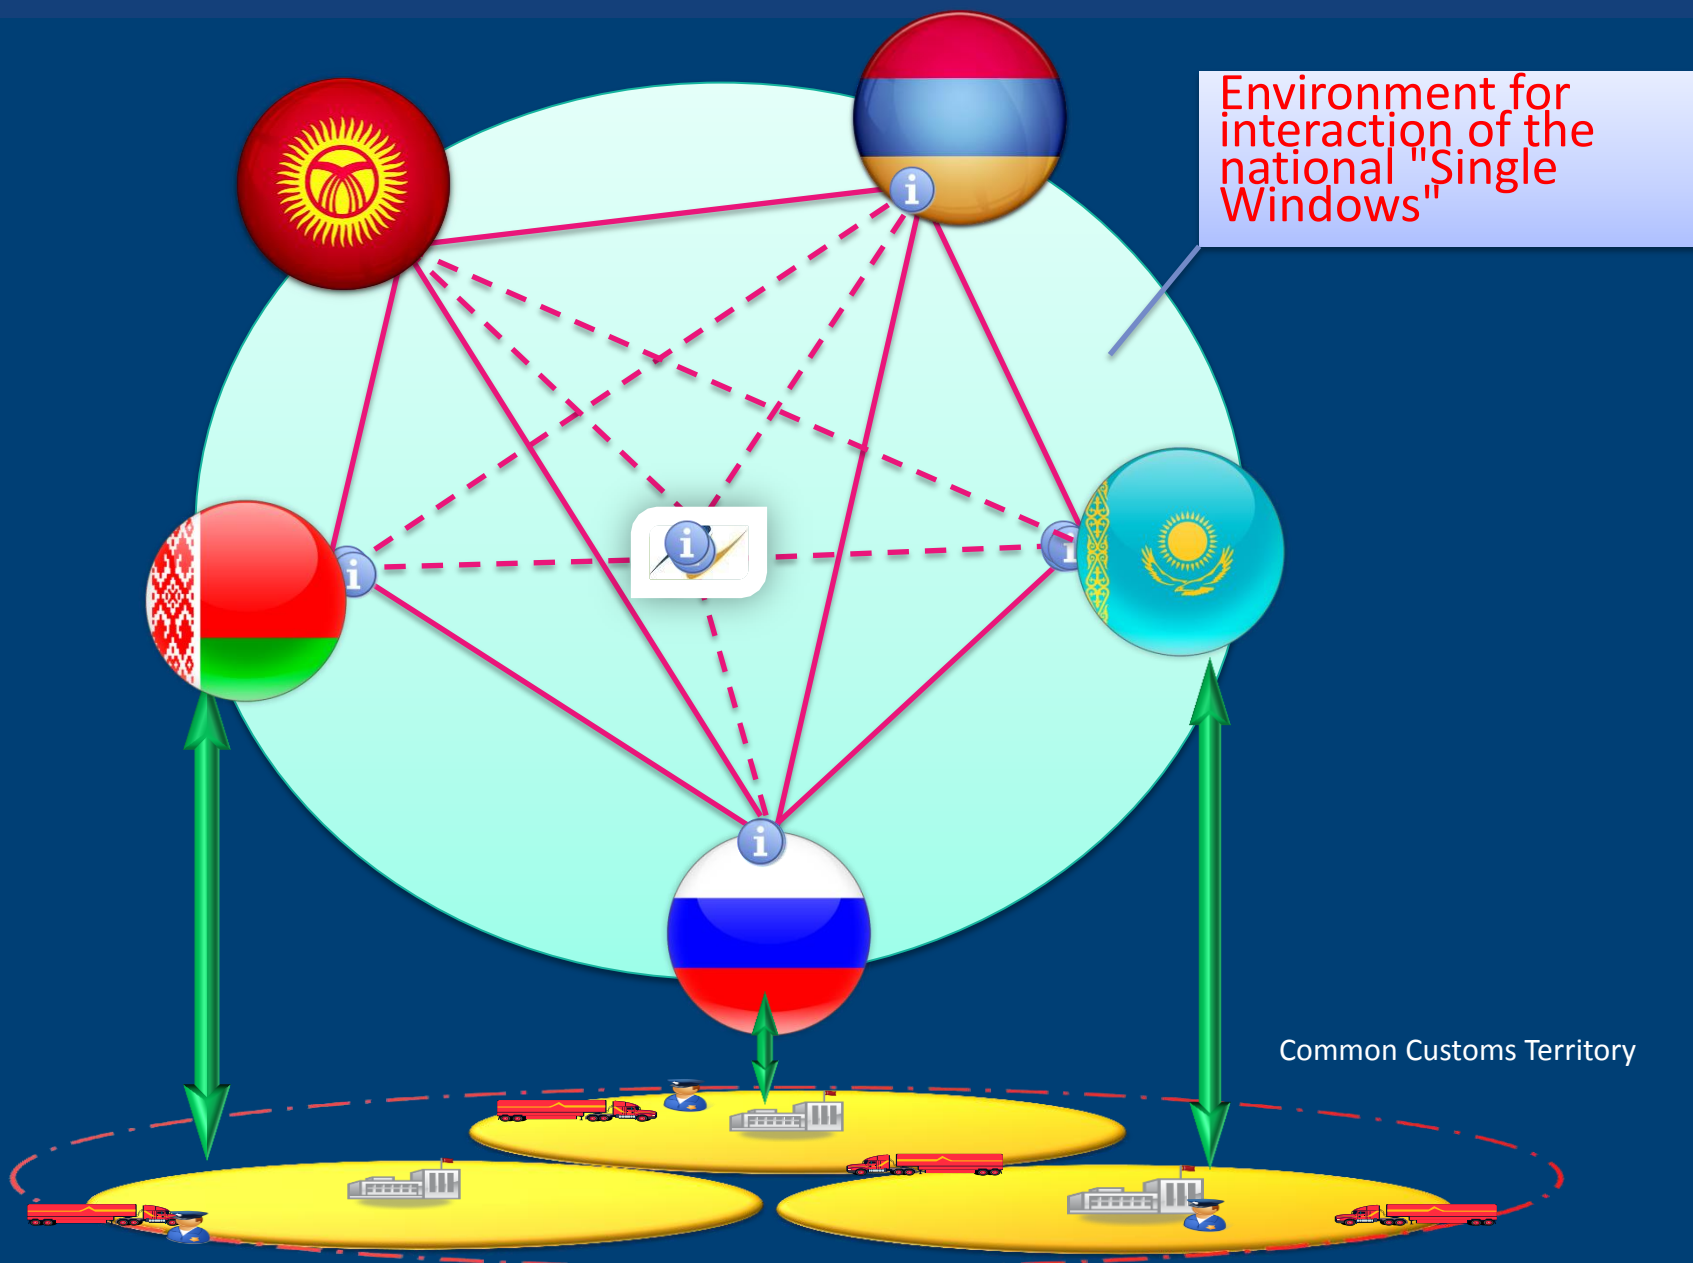 Environment for
interaction of the
national "Single
Windows"
i
i
i
i
i
Common Customs Territory